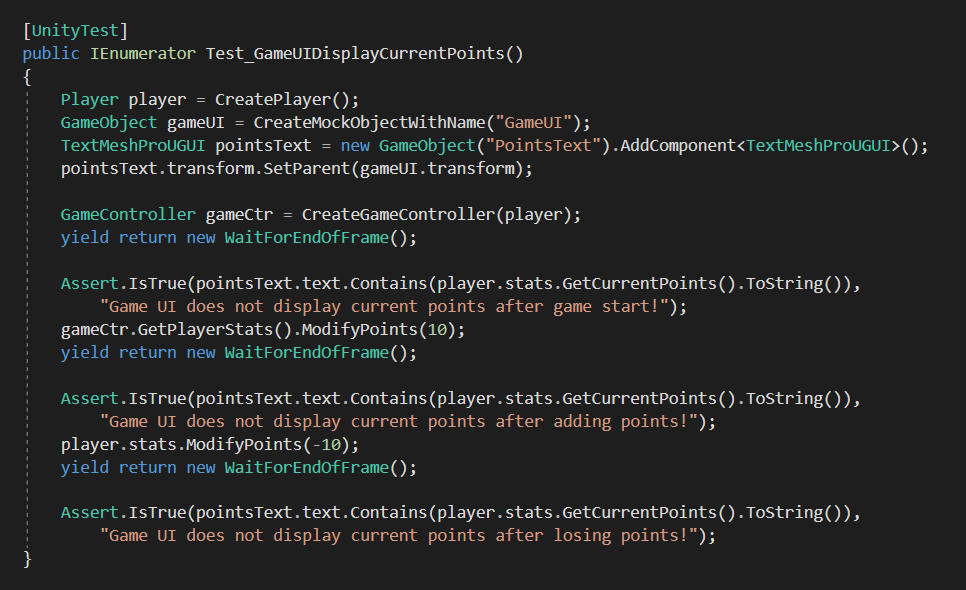 [UnityTest]
public IEnumerator Test_GameUIDisplayCurrentPoints()
{
    Player player = CreatePlayer();
    GameObject gameUI = CreateMockObjectWithName("GameUI");
    TextMeshProUGUI pointsText = new GameObject("PointsText").AddComponent<TextMeshProUGUI>();
    pointsText.transform.SetParent(gameUI.transform);

    GameController gameCtr = CreateGameController(player);
    yield return new WaitForEndOfFrame();

    Assert.IsTrue(pointsText.text.Contains(player.stats.GetCurrentPoints().ToString()),
        "Game UI does not display current points after game start!");
    gameCtr.GetPlayerStats().ModifyPoints(10);
    yield return new WaitForEndOfFrame();

    Assert.IsTrue(pointsText.text.Contains(player.stats.GetCurrentPoints().ToString()),
        "Game UI does not display current points after adding points!");
    player.stats.ModifyPoints(-10);
    yield return new WaitForEndOfFrame();

    Assert.IsTrue(pointsText.text.Contains(player.stats.GetCurrentPoints().ToString()),
        "Game UI does not display current points after losing points!");
}